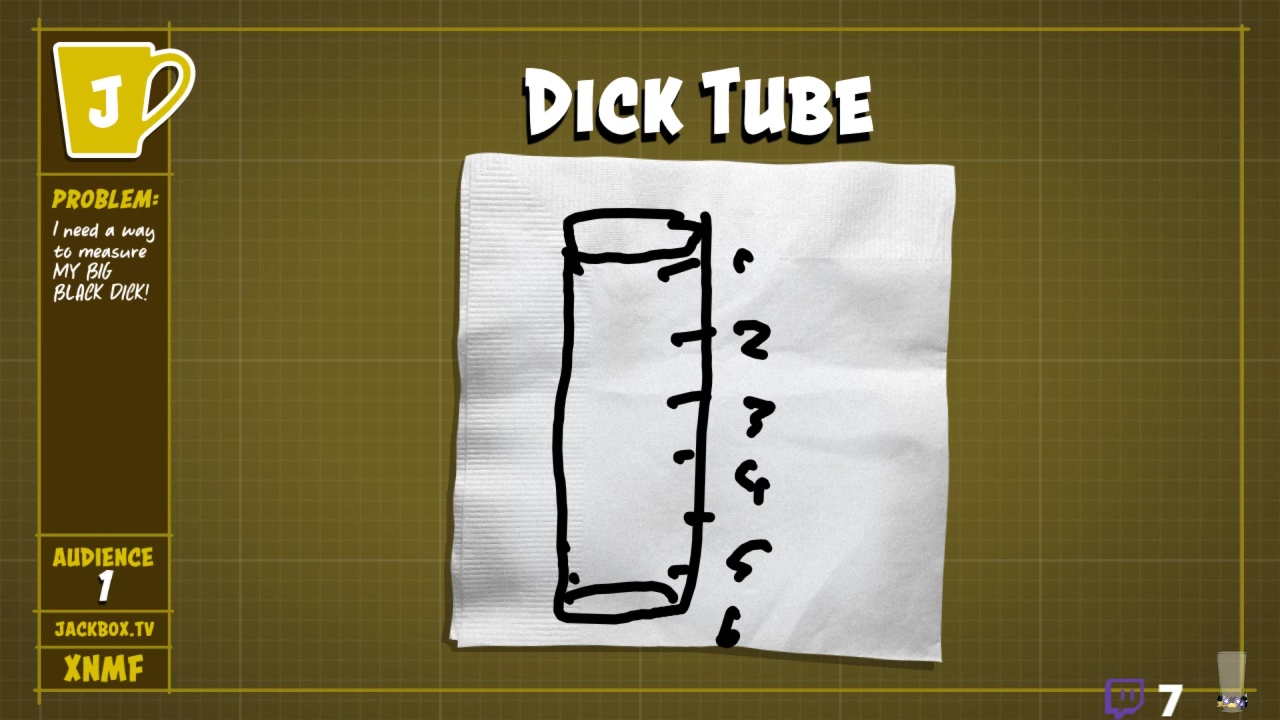 J
DICK TUBE
PROBLEM:
I need a way
to measure
MY BIG
BLACK DICK!
1
2
3
4
5
6
AUDIENCE
1
JACKBOX.TV
XNMF
7